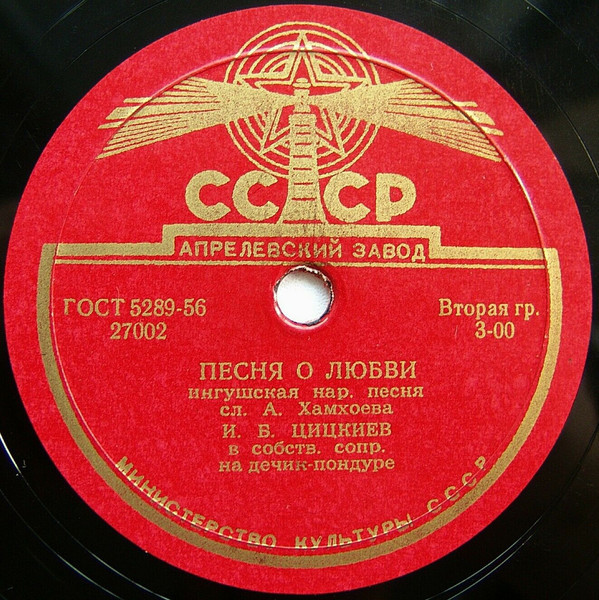 СССР
АПРЕЛЕВСКИЙ ЗАВОД
ГОСТ 5289-56
27002
Вторая гр.
3-00
ПЕСНЯ О ЛЮБВИ
ингушская нар. песня
сл. А. Хамхоева
И. Б. ЦИЦКИЕВ
в собств. сопр.
на дечик-пондуре
МИНИСТЕРСТВО КУЛЬТУРЫ СССР